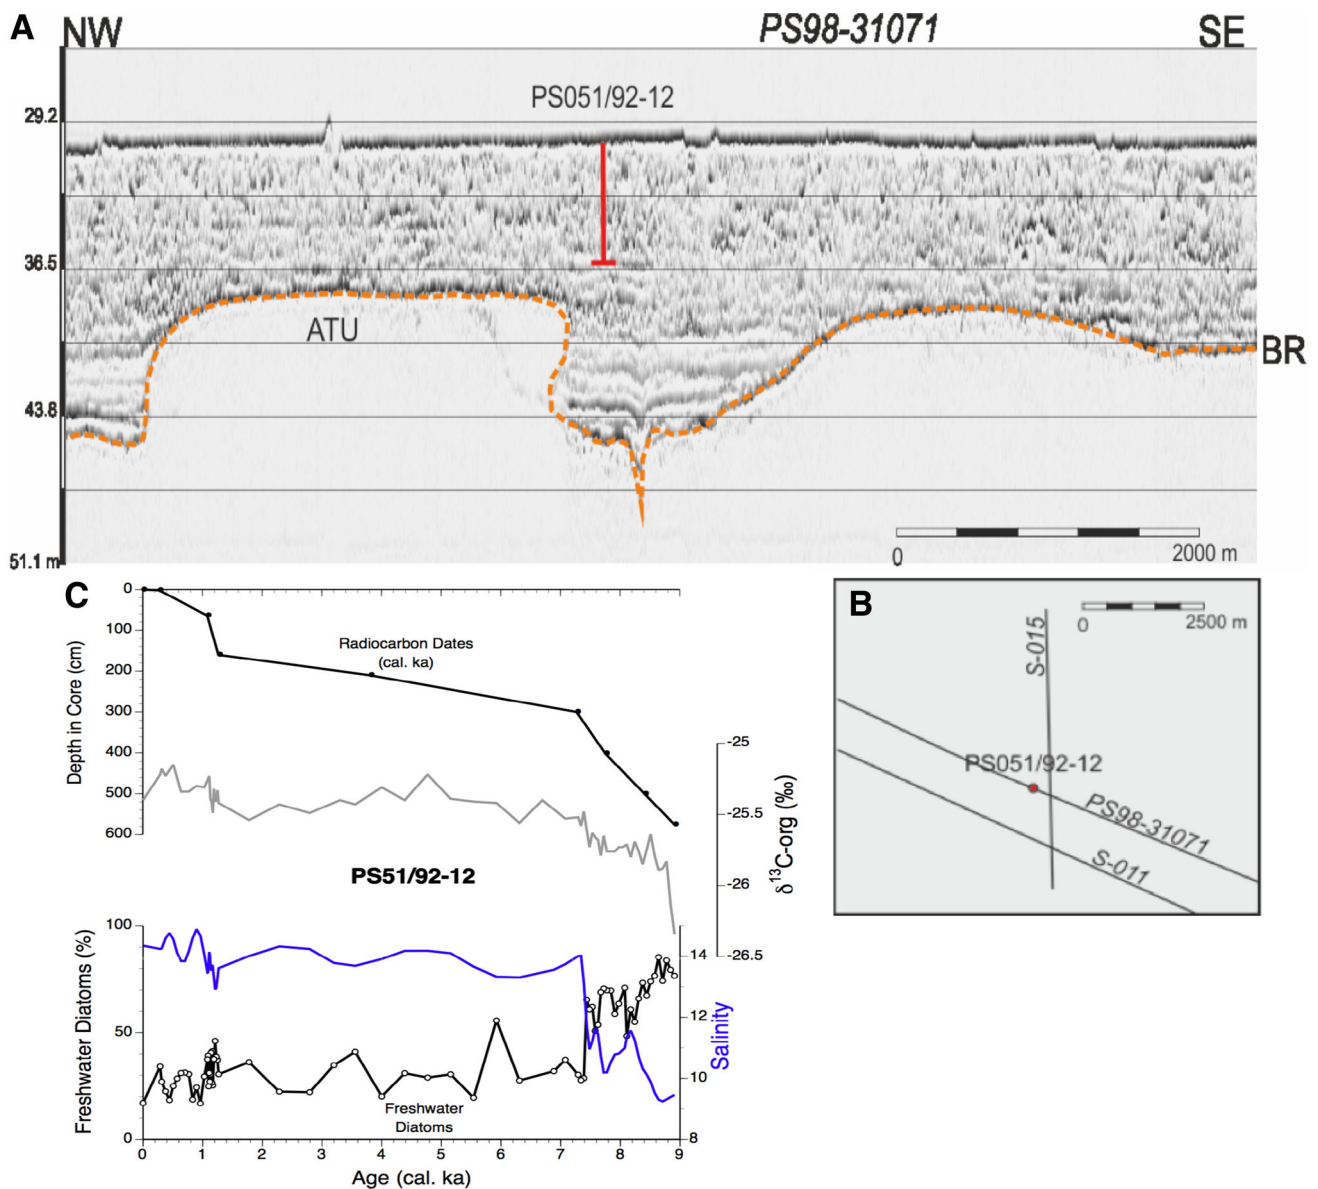 A NW PS98-31071 SE
PS051/92-12
29.2
36.5
ATU
BR
43.8
51.1 m
0 2000 m
C
0
100
200
300
400
500
600
Depth in Core (cm)
Radiocarbon Dates
(cal. ka)
-25
-25.5
-26
-26.5
δ¹³C-org (‰)
PS51/92-12
100
50
0
Freshwater Diatoms (%)
14
12
10
8
Salinity
Freshwater
Diatoms
0 1 2 3 4 5 6 7 8 9
Age (cal. ka)
B
0 2500 m
S-015
PS051/92-12
PS98-31071
S-011